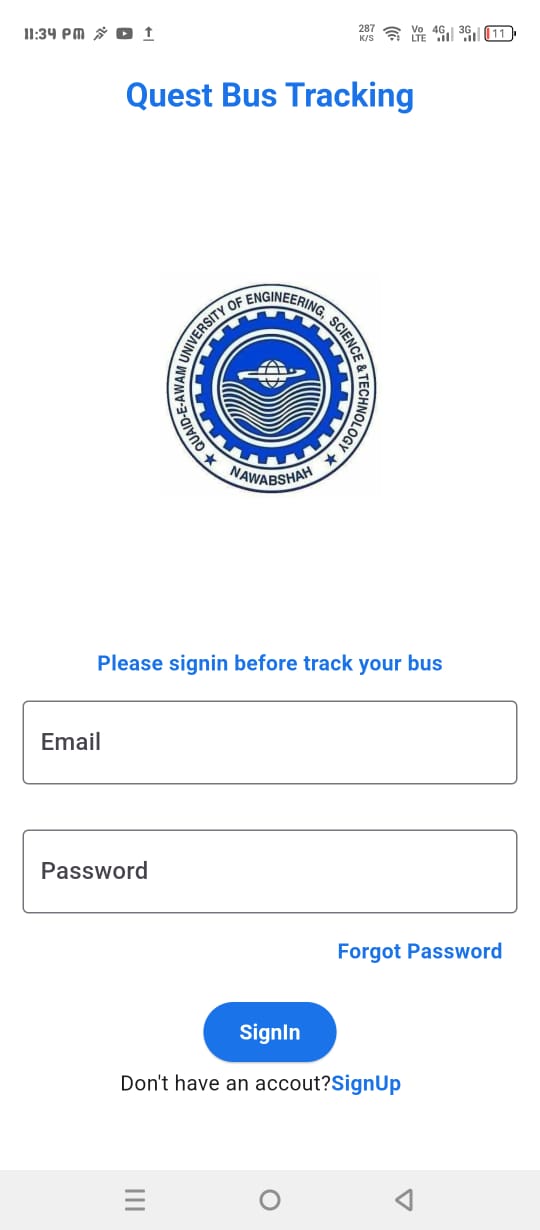 11:34 PM 287 K/S Vo LTE 4G 3G 11
Quest Bus Tracking
QUAID-E-AWAM UNIVERSITY OF ENGINEERING, SCIENCE & TECHNOLOGY
NAWABSHAH
Please signin before track your bus
Email
Password
Forgot Password
SignIn
Don't have an accout?SignUp